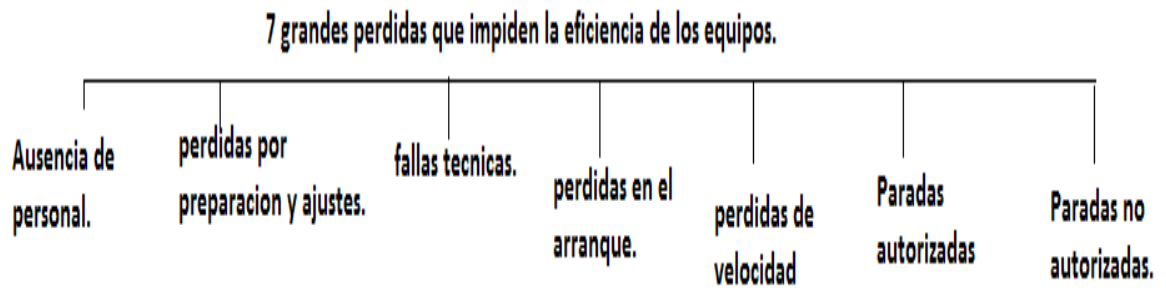 7 grandes perdidas que impiden la eficiencia de los equipos.
Ausencia de
personal.
perdidas por
preparacion y ajustes.
fallas tecnicas.
perdidas en el
arranque.
perdidas de
velocidad
Paradas
autorizadas
Paradas no
autorizadas.